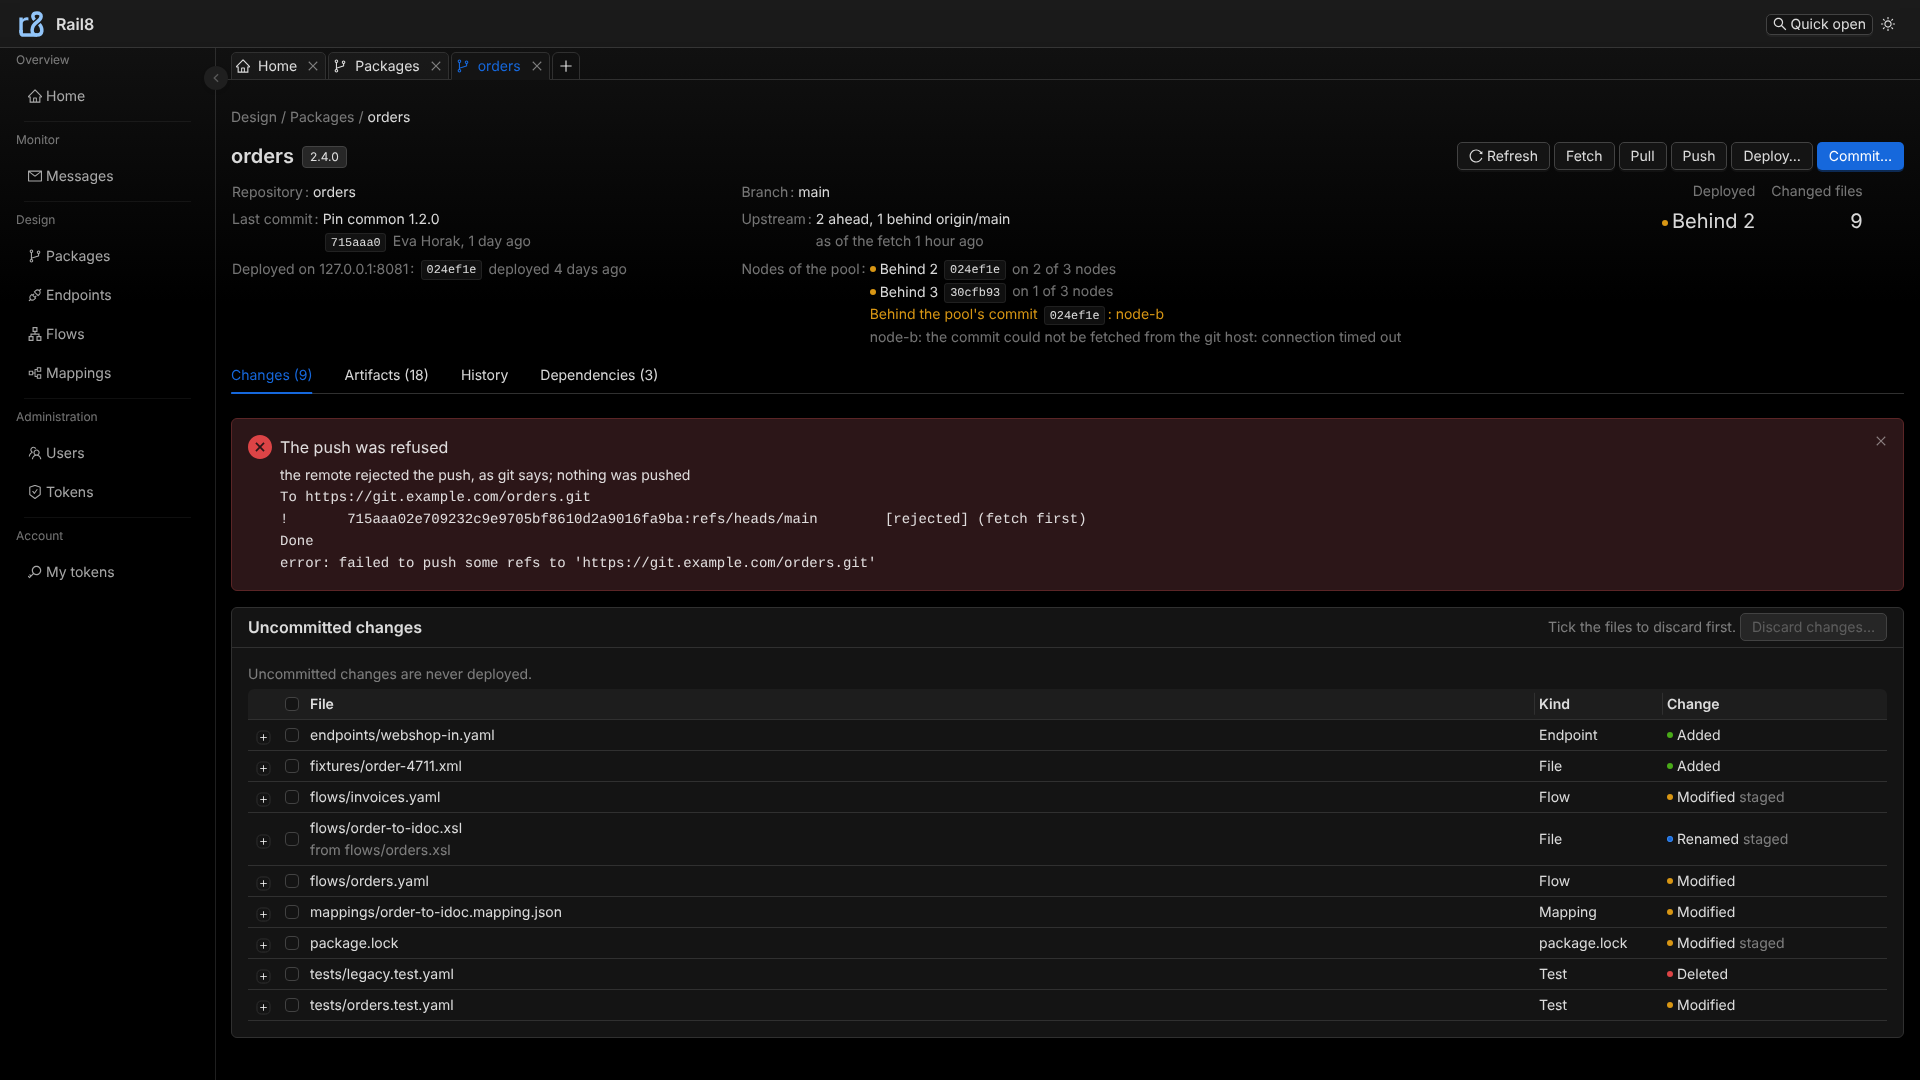 Rail8
Quick open
Overview
Home
Monitor
Messages
Design
Packages
Endpoints
Flows
Mappings
Administration
Users
Tokens
Account
My tokens
Home
Packages
orders
Design / Packages / orders
orders 2.4.0
Refresh Fetch Pull Push Deploy... Commit...
Repository: orders
Branch: main
Deployed Changed files
Behind 2 9
Last commit: Pin common 1.2.0
715aaa0 Eva Horak, 1 day ago
Upstream: 2 ahead, 1 behind origin/main
as of the fetch 1 hour ago
Deployed on 127.0.0.1:8081: 024ef1e deployed 4 days ago
Nodes of the pool: Behind 2 024ef1e on 2 of 3 nodes
Behind 3 30cfb93 on 1 of 3 nodes
Behind the pool's commit 024ef1e : node-b
node-b: the commit could not be fetched from the git host: connection timed out
Changes (9) Artifacts (18) History Dependencies (3)
The push was refused
the remote rejected the push, as git says; nothing was pushed
To https://git.example.com/orders.git
! 715aaa02e709232c9e9705bf8610d2a9016fa9ba:refs/heads/main [rejected] (fetch first)
Done
error: failed to push some refs to 'https://git.example.com/orders.git'
Uncommitted changes
Tick the files to discard first. Discard changes...
Uncommitted changes are never deployed.
File Kind Change
endpoints/webshop-in.yaml Endpoint Added
fixtures/order-4711.xml File Added
flows/invoices.yaml Flow Modified staged
flows/order-to-idoc.xsl
from flows/orders.xsl File Renamed staged
flows/orders.yaml Flow Modified
mappings/order-to-idoc.mapping.json Mapping Modified
package.lock package.lock Modified staged
tests/legacy.test.yaml Test Deleted
tests/orders.test.yaml Test Modified